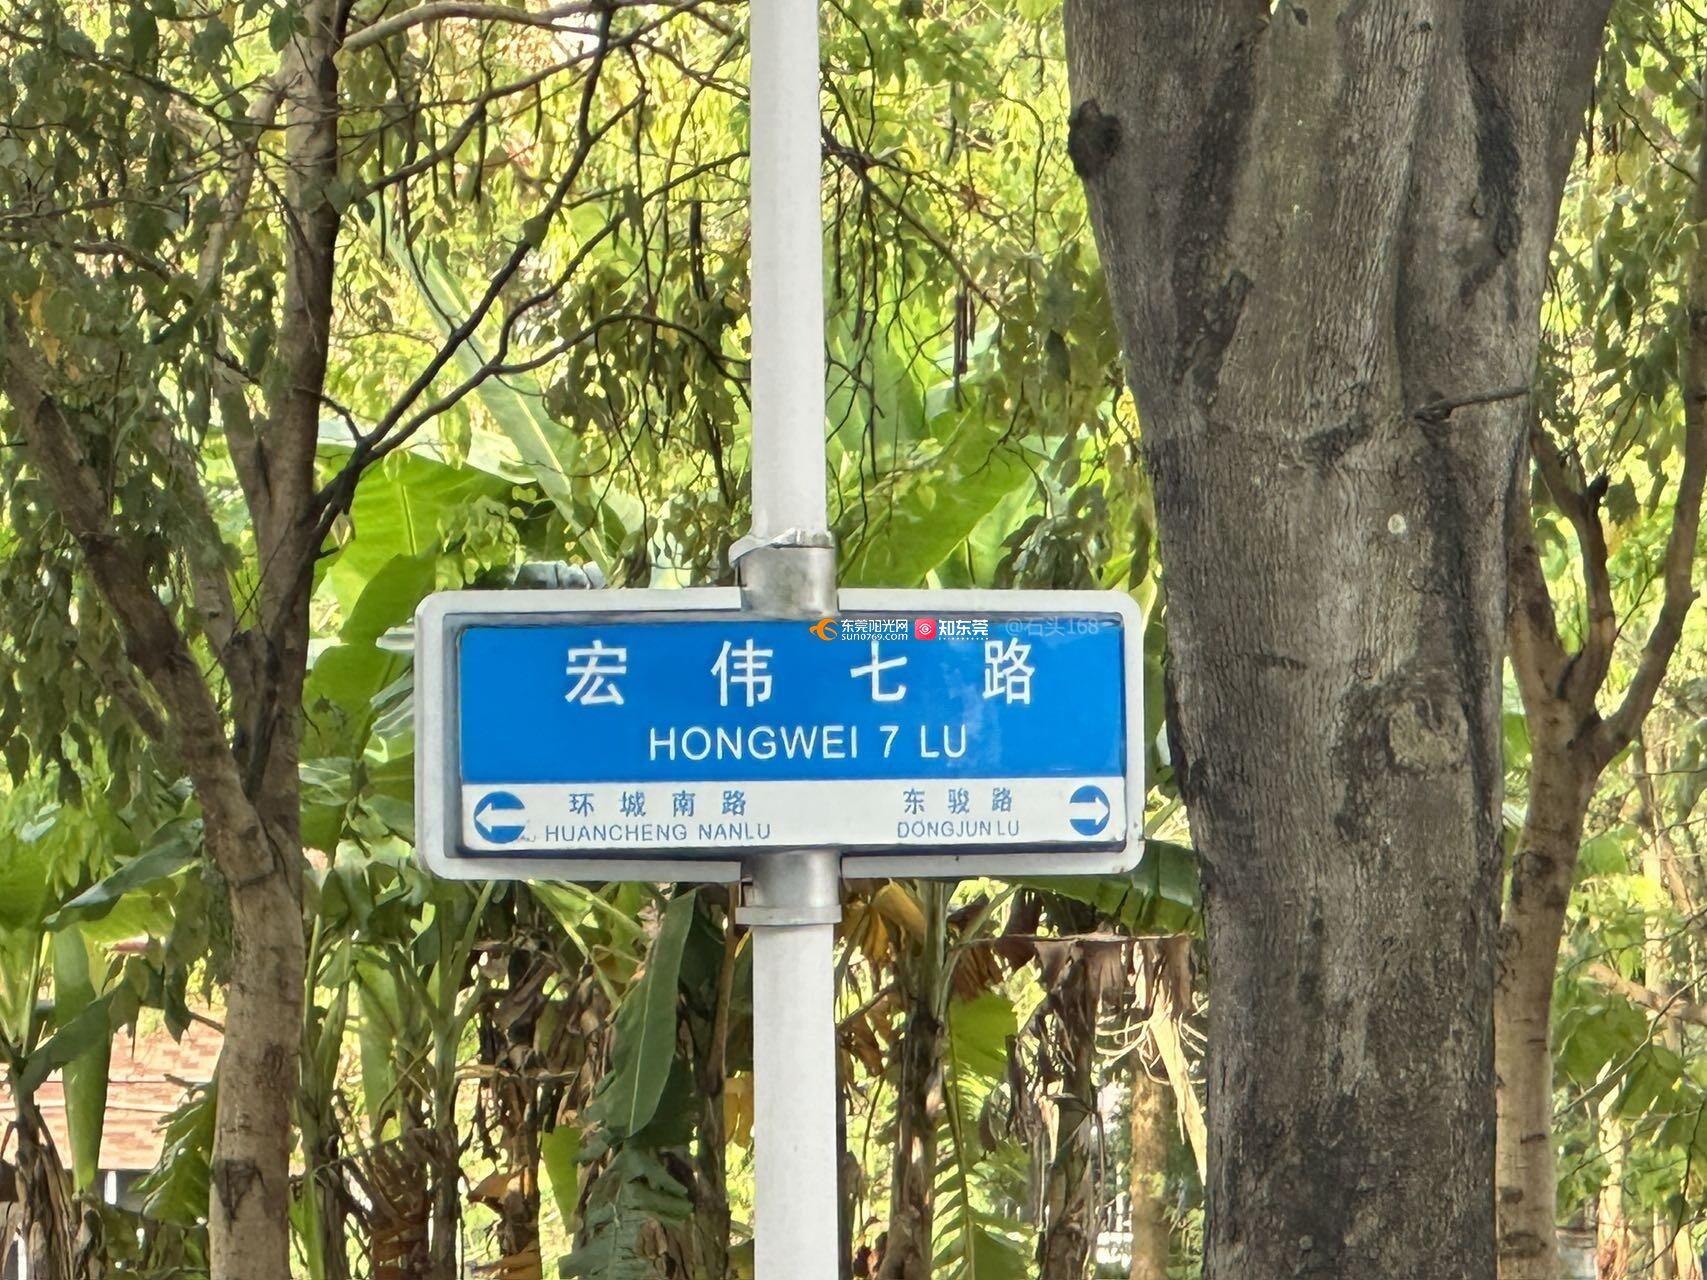 东莞阳光网 知东莞 @石头168
sun0769.com
宏伟七路
HONGWEI 7 LU
环城南路 东骏路
HUANCHENG NANLU DONGJUN LU